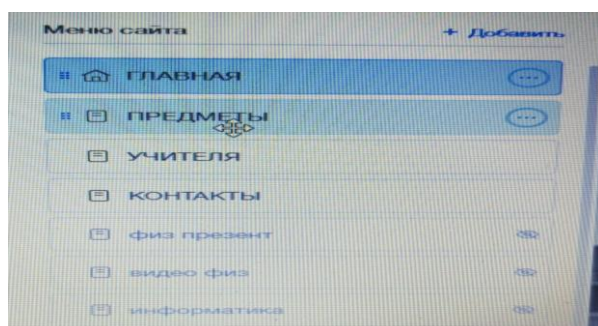 Меню сайта + Добавить
ГЛАВНАЯ
ПРЕДМЕТЫ
УЧИТЕЛЯ
КОНТАКТЫ
физ презент
видео физ
информатика